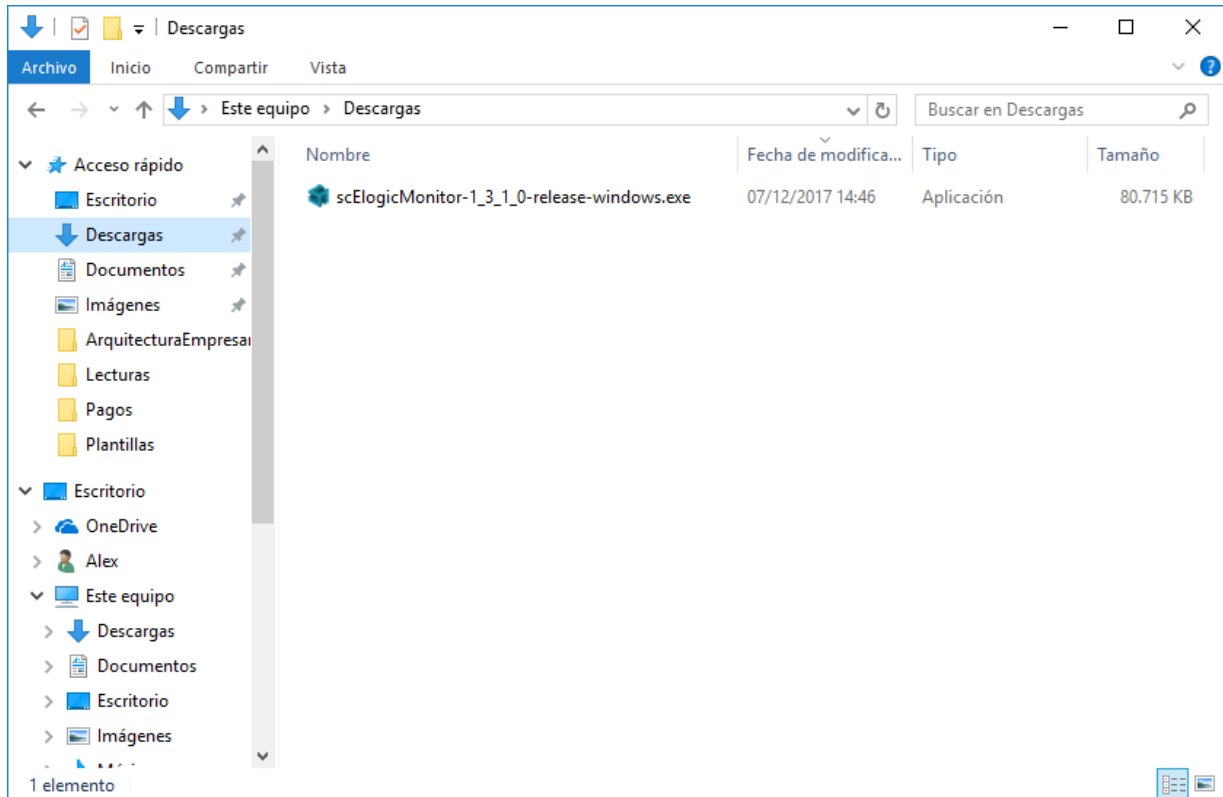 Descargas
Archivo Inicio Compartir Vista
Este equipo > Descargas Buscar en Descargas
Nombre Fecha de modifica... Tipo Tamaño
scElogicMonitor-1_3_1_0-release-windows.exe 07/12/2017 14:46 Aplicación 80.715 KB
Acceso rápido
Escritorio
Descargas
Documentos
Imágenes
ArquitecturaEmpresar
Lecturas
Pagos
Plantillas
Escritorio
OneDrive
Alex
Este equipo
Descargas
Documentos
Escritorio
Imágenes
1 elemento